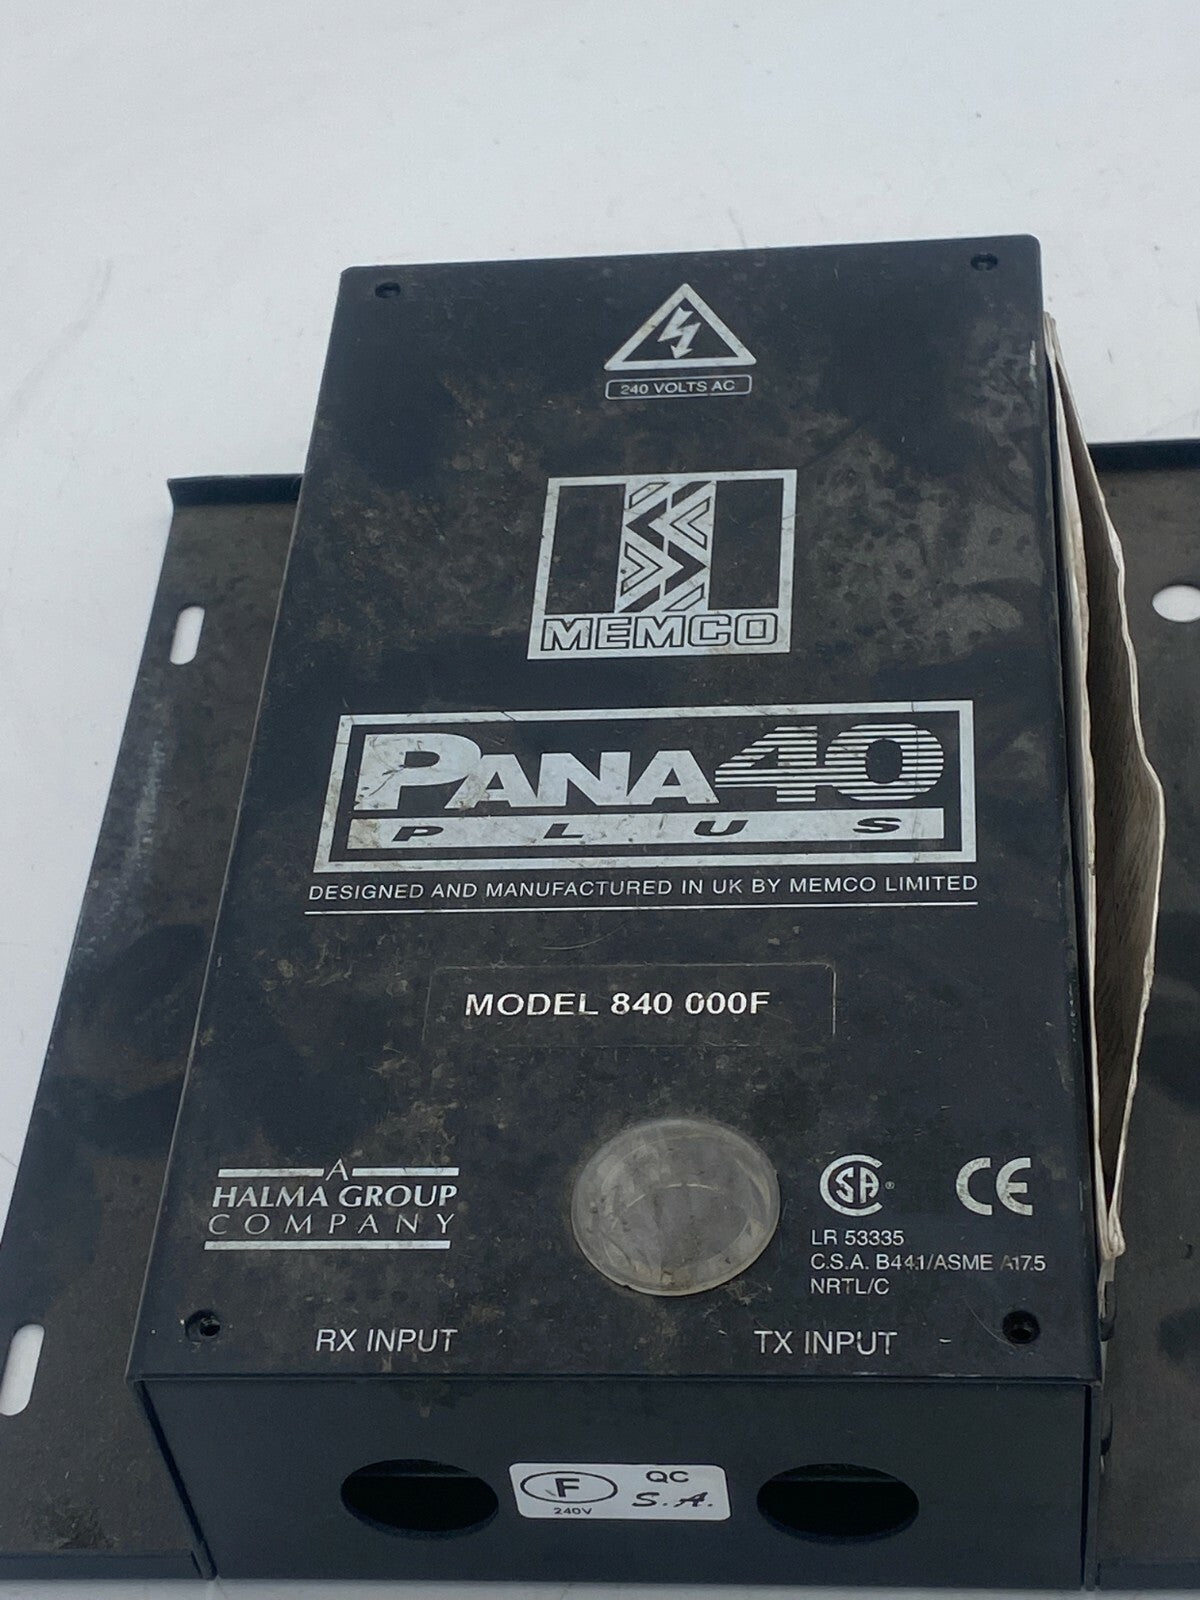 240 VOLTS AC
MEMCO
PANA40
PLUS
DESIGNED AND MANUFACTURED IN UK BY MEMCO LIMITED
MODEL 840 000F
A
HALMA GROUP
COMPANY
CSA ® CE
LR 53335
C.S.A. B44.1/ASME A17.5
NRTL/C
RX INPUT
TX INPUT
F
240V
QC
S.A.